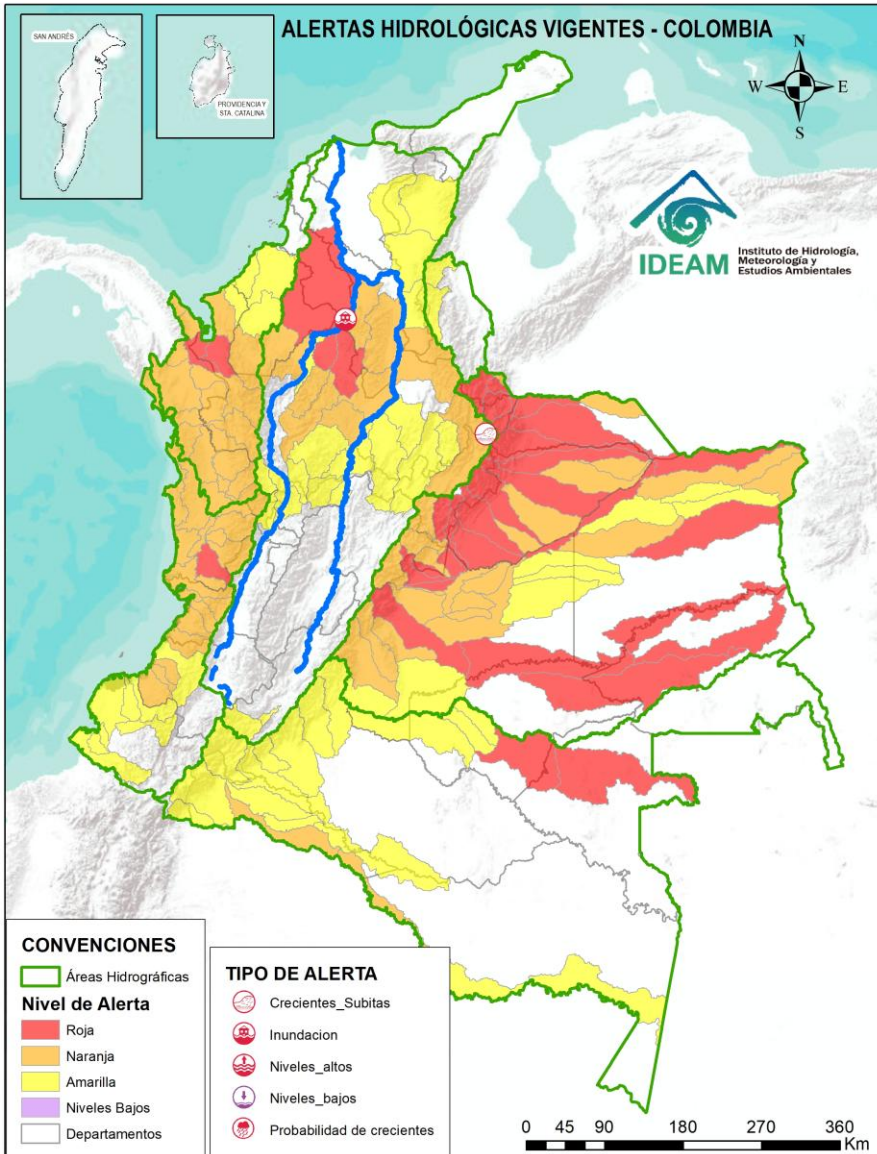 ALERTAS HIDROLÓGICAS VIGENTES - COLOMBIA
SAN ANDRÉS
PROVIDENCIA Y
STA. CATALINA
N
W
E
S
IDEAM
Instituto de Hidrología,
Meteorología y
Estudios Ambientales
CONVENCIONES
Áreas Hidrográficas
Nivel de Alerta
Roja
Naranja
Amarilla
Niveles Bajos
Departamentos
TIPO DE ALERTA
Crecientes_Subitas
Inundacion
Niveles_altos
Niveles_bajos
Probabilidad de crecientes
0 45 90 180 270 360
Km